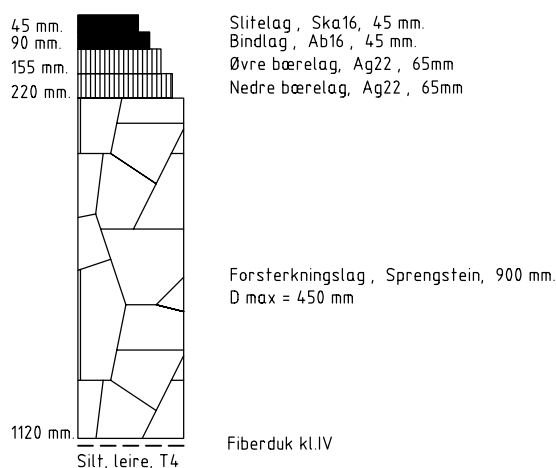 45 mm. Slitelag, Ska16, 45 mm.
90 mm. Bindlag, Ab16, 45 mm.
155 mm. Øvre bærelag, Ag22, 65mm
220 mm. Nedre bærelag, Ag22, 65mm
Forsterkningslag, Sprengstein, 900 mm.
D max = 450 mm
1120 mm. Fiberduk kl.IV
Silt, leire, T4